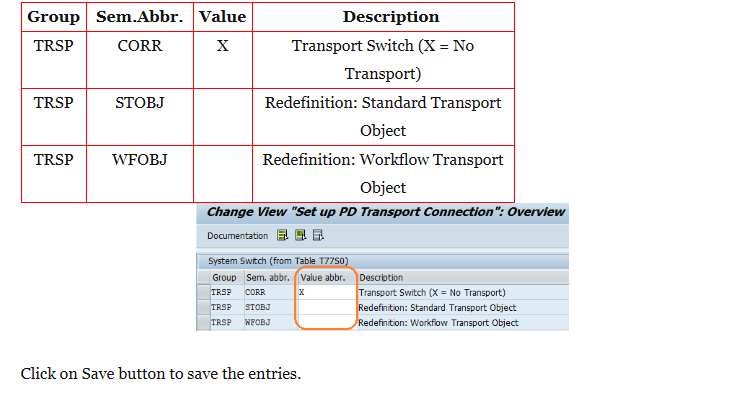 Group Sem.Abbr. Value Description
TRSP CORR X Transport Switch (X = No
Transport)
TRSP STOBJ Redefinition: Standard Transport
Object
TRSP WFOBJ Redefinition: Workflow Transport
Object
Change View "Set up PD Transport Connection": Overview
Documentation
System Switch (from Table T77S0)
Group Sem. abbr. Value abbr. Description
TRSP CORR X Transport Switch (X = No Transport)
TRSP STOBJ Redefinition: Standard Transport Object
TRSP WFOBJ Redefinition: Workflow Transport Object
Click on Save button to save the entries.